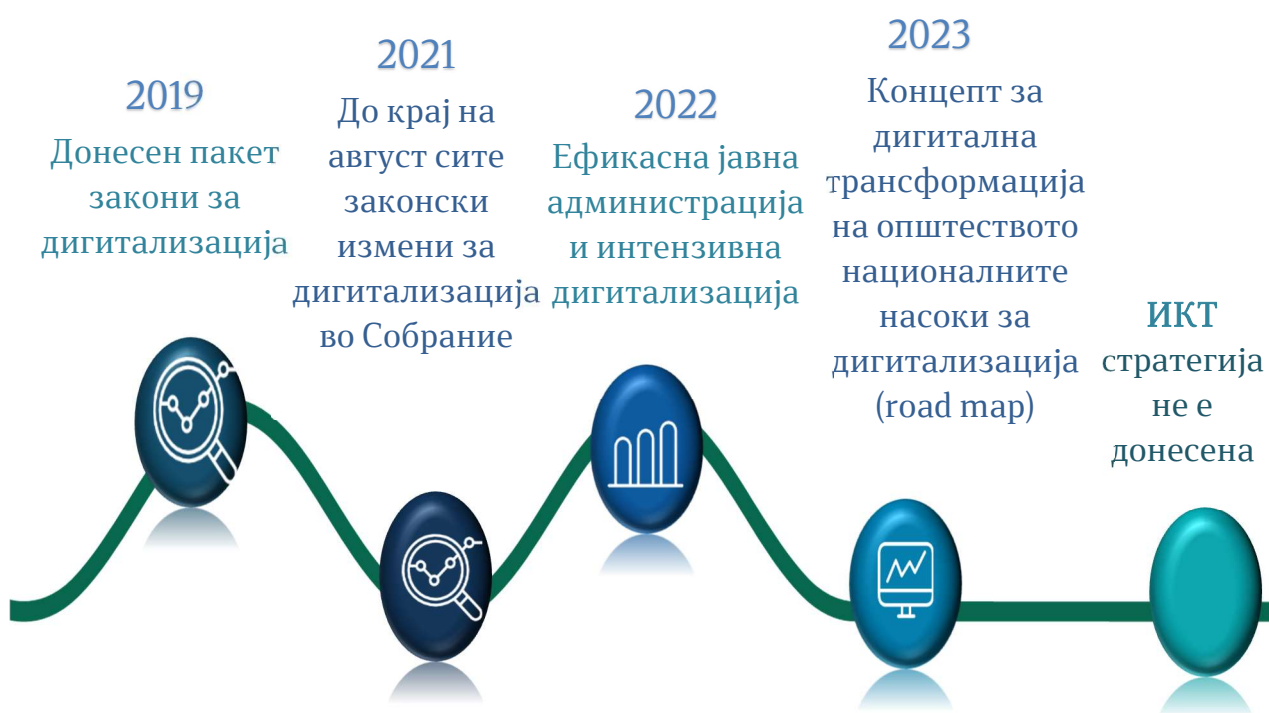 2019
Донесен пакет
закони за
дигитализација
2021
До крај на
август сите
законски
измени за
дигитализација
во Собрание
2022
Ефикасна јавна
администрација
и интензивна
дигитализација
2023
Концепт за
дигитална
трансформација
на општеството
националните
насоки за
дигитализација
(road map)
ИКТ
стратегија
не е
донесена